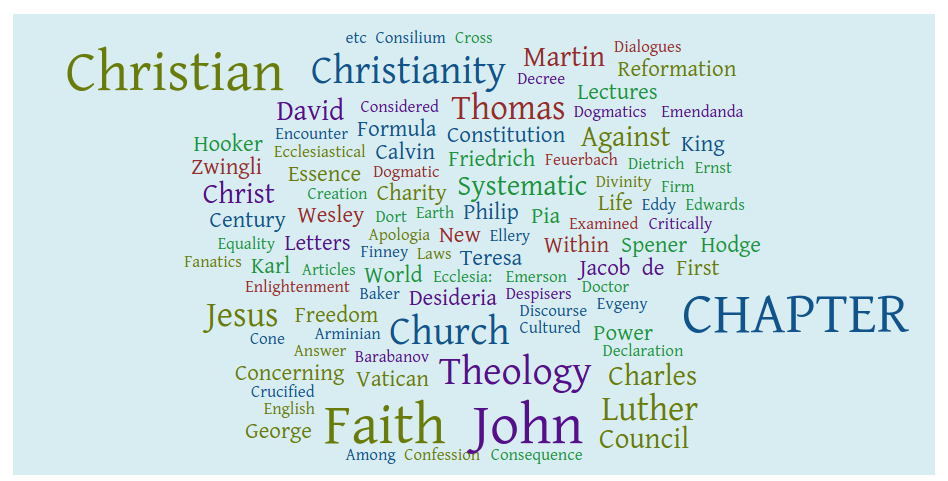 etc Consilium Cross
Christian Christianity Martin Dialogues
Decree Reformation
Lectures
David Considered Thomas Dogmatics Emendanda
Encounter Formula Constitution Against King
Hooker Ecclesiastical Calvin Friedrich Feuerbach Dietrich Ernst
Zwingli Essence Dogmatic Systematic Divinity Firm
Christ Creation Charity Life Eddy Edwards
Century Wesley Dort Earth Philip Pia Examined Critically
Equality Letters Apologia New Ellery Within Spener Hodge
Fanatics Karl Articles Finney Laws Teresa Jacob de First
World Ecclesia: Emerson Doctor
Enlightenment Baker Desideria Despisers Evgeny
Jesus Freedom Church Discourse CHAPTER
Cone Arminian Cultured Power
Answer Barabanov Theology Declaration
Concerning Vatican Charles
Crucified
English Faith John Luther
George Council
Among Confession Consequence